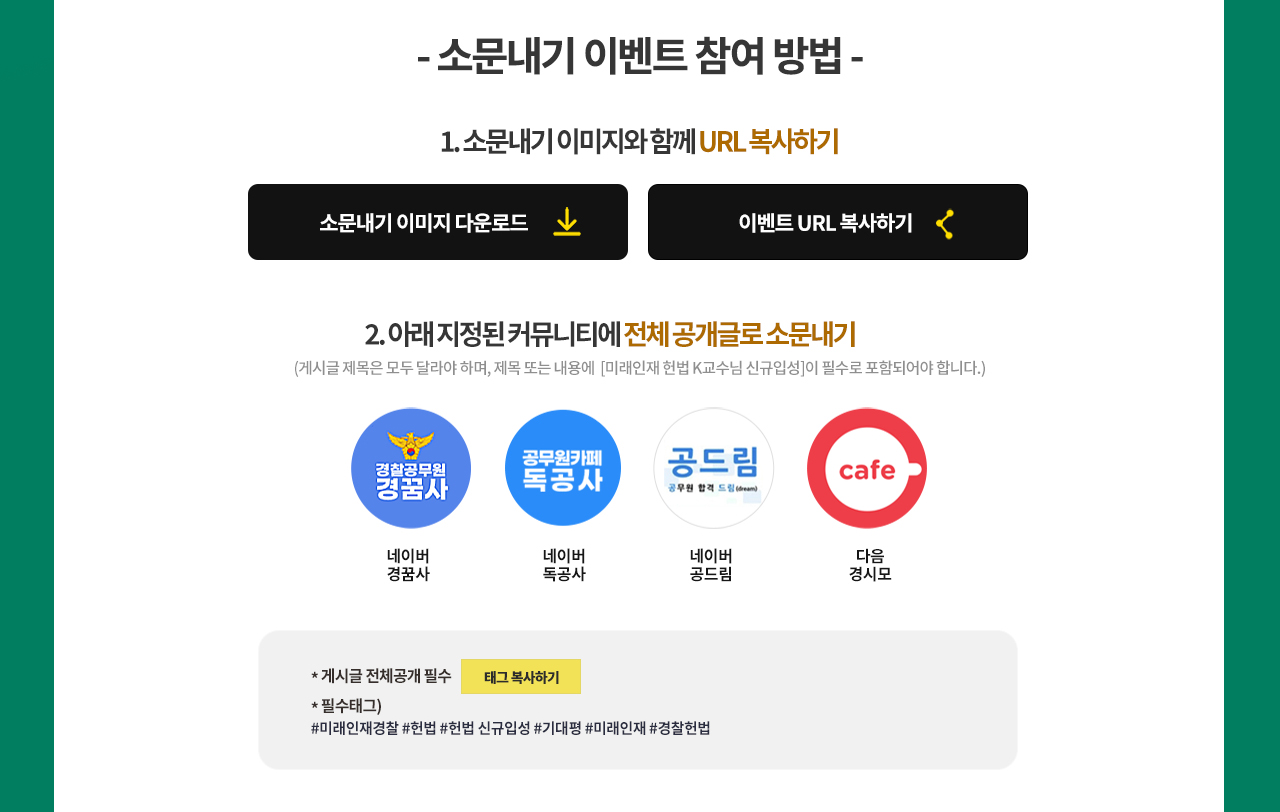 - 소문내기 이벤트 참여 방법 -
1. 소문내기 이미지와 함께 URL 복사하기
소문내기 이미지 다운로드
이벤트 URL 복사하기
2. 아래 지정된 커뮤니티에 전체 공개글로 소문내기
(게시글 제목은 모두 달라야 하며, 제목 또는 내용에 [미래인재 헌법 K교수님 신규입성]이 필수로 포함되어야 합니다.)
경찰공무원
경꿈사
공무원카페
독공사
공드림
공무원 합격 드림(dream)
cafe
네이버
경꿈사
네이버
독공사
네이버
공드림
다음
경시모
* 게시글 전체공개 필수
태그 복사하기
* 필수태그)
#미래인재경찰 #헌법 #헌법 신규입성 #기대평 #미래인재 #경찰헌법